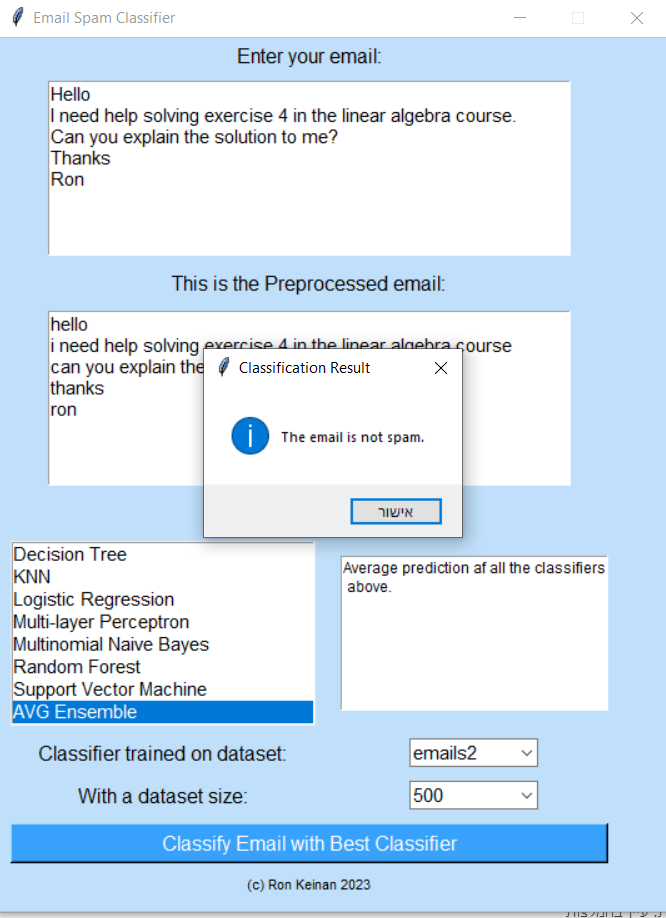 Email Spam Classifier
Enter your email:
Hello
I need help solving exercise 4 in the linear algebra course.
Can you explain the solution to me?
Thanks
Ron
This is the Preprocessed email:
hello
i need help solving exercise 4 in the linear algebra course
can you explain the
thanks
ron
Classification Result
The email is not spam.
אישור
Decision Tree
KNN
Logistic Regression
Multi-layer Perceptron
Multinomial Naive Bayes
Random Forest
Support Vector Machine
AVG Ensemble
Average prediction af all the classifiers
above.
Classifier trained on dataset:
emails2
With a dataset size:
500
Classify Email with Best Classifier
(c) Ron Keinan 2023